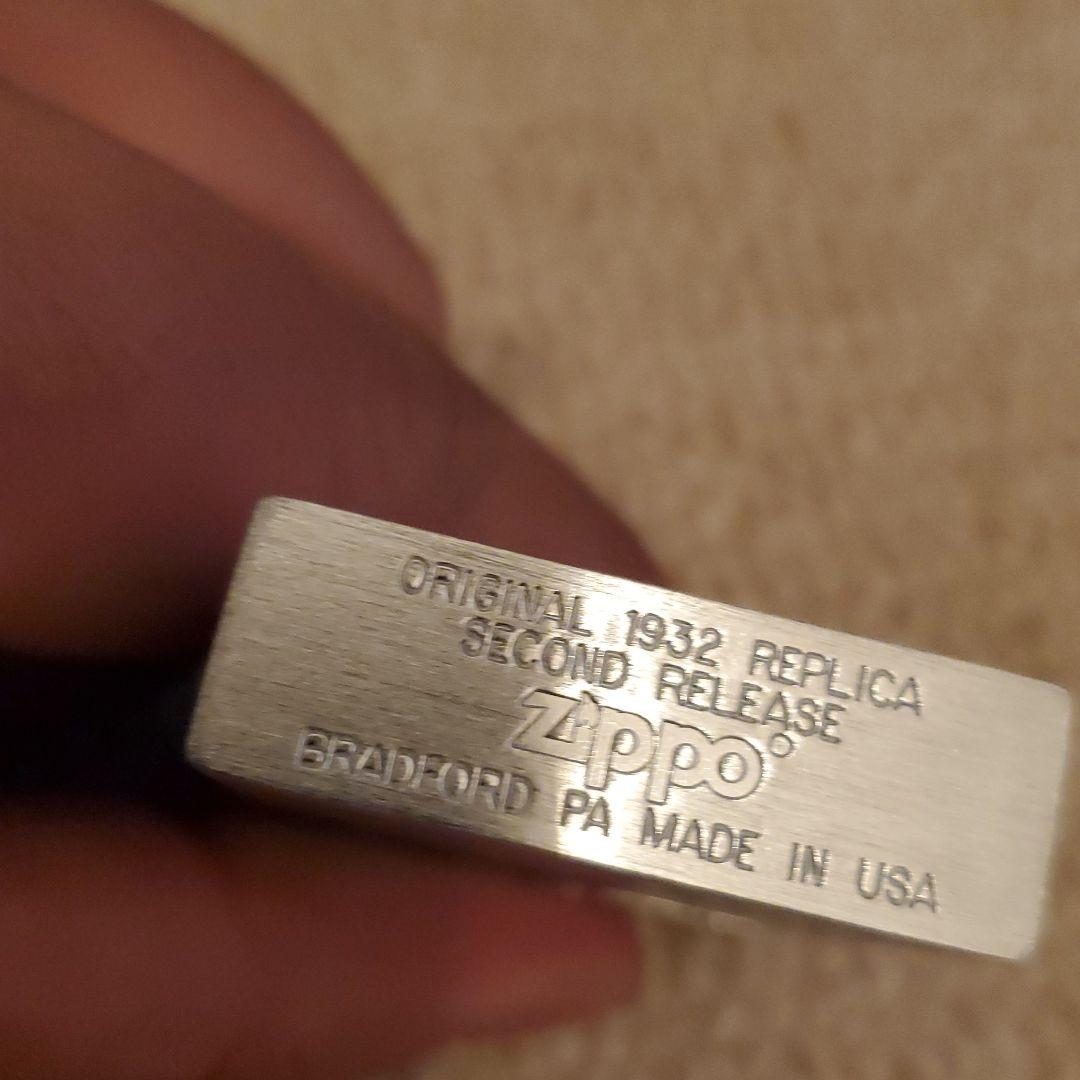 ORIGINAL 1932 REPLICA
SECOND RELEASE
Zippo
BRADFORD PA MADE IN USA